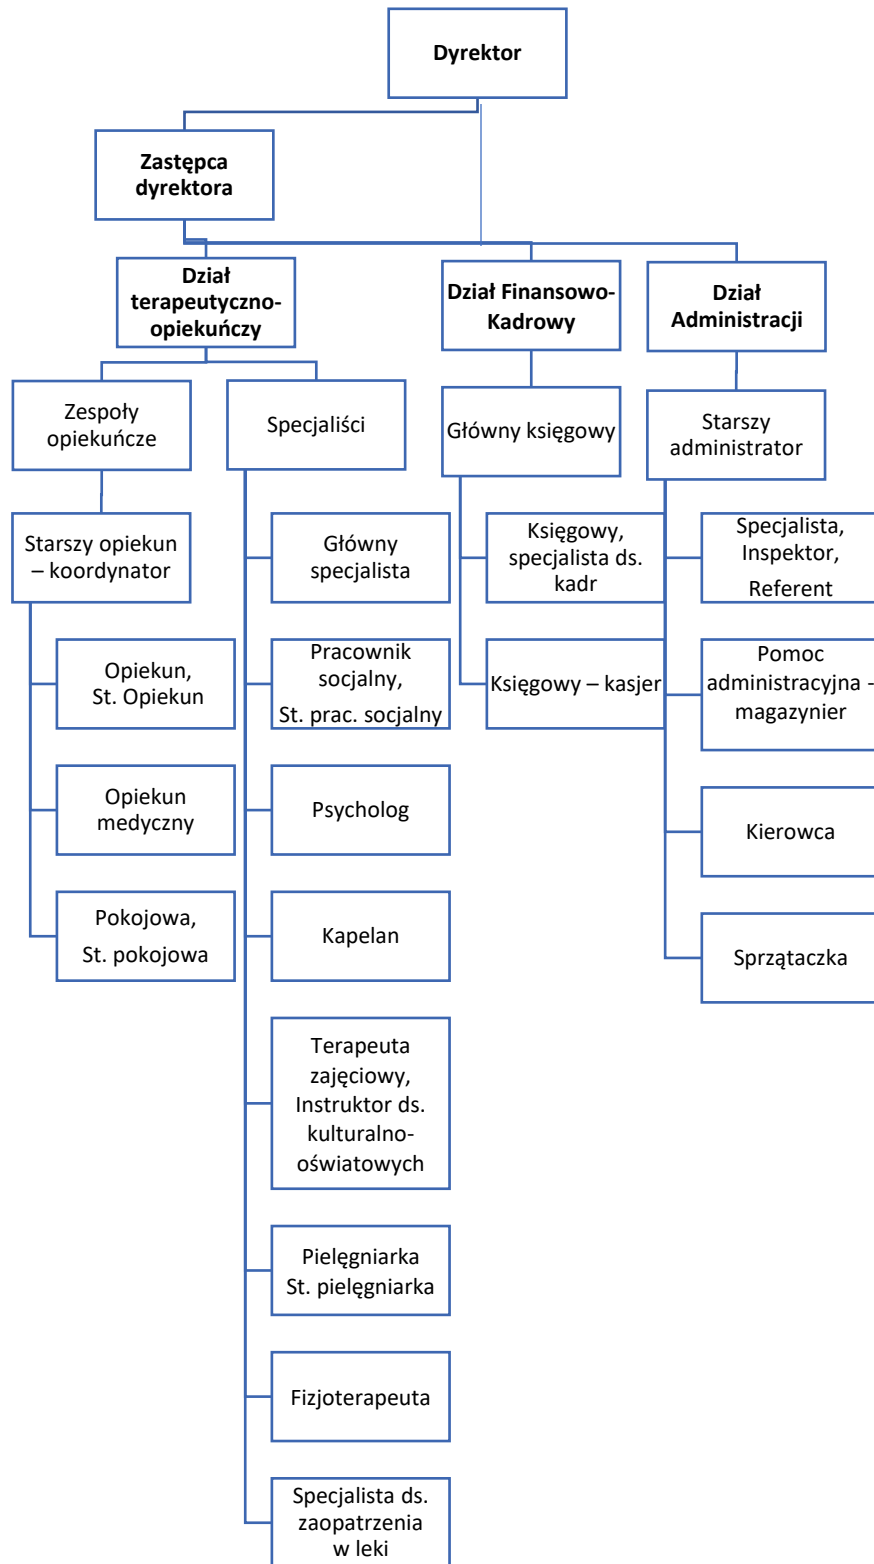 Dyrektor
Zastępca
dyrektora
Dział
terapeutyczno-
opiekuńczy
Dział Finansowo-
Kadrowy
Dział
Administracji
Zespoły
opiekuńcze
Specjaliści
Główny księgowy
Starszy
administrator
Starszy opiekun
– koordynator
Opiekun,
St. Opiekun
Opiekun
medyczny
Pokojowa,
St. pokojowa
Główny
specjalista
Pracownik
socjalny,
St. prac. socjalny
Psycholog
Kapelan
Terapeuta
zajęciowy,
Instruktor ds.
kulturalno-
oświatowych
Pielęgniarka
St. pielęgniarka
Fizjoterapeuta
Specjalista ds.
zaopatrzenia
w leki
Księgowy,
specjalista ds.
kadr
Księgowy – kasjer
Specjalista,
Inspektor,
Referent
Pomoc
administracyjna -
magazynier
Kierowca
Sprzątaczka